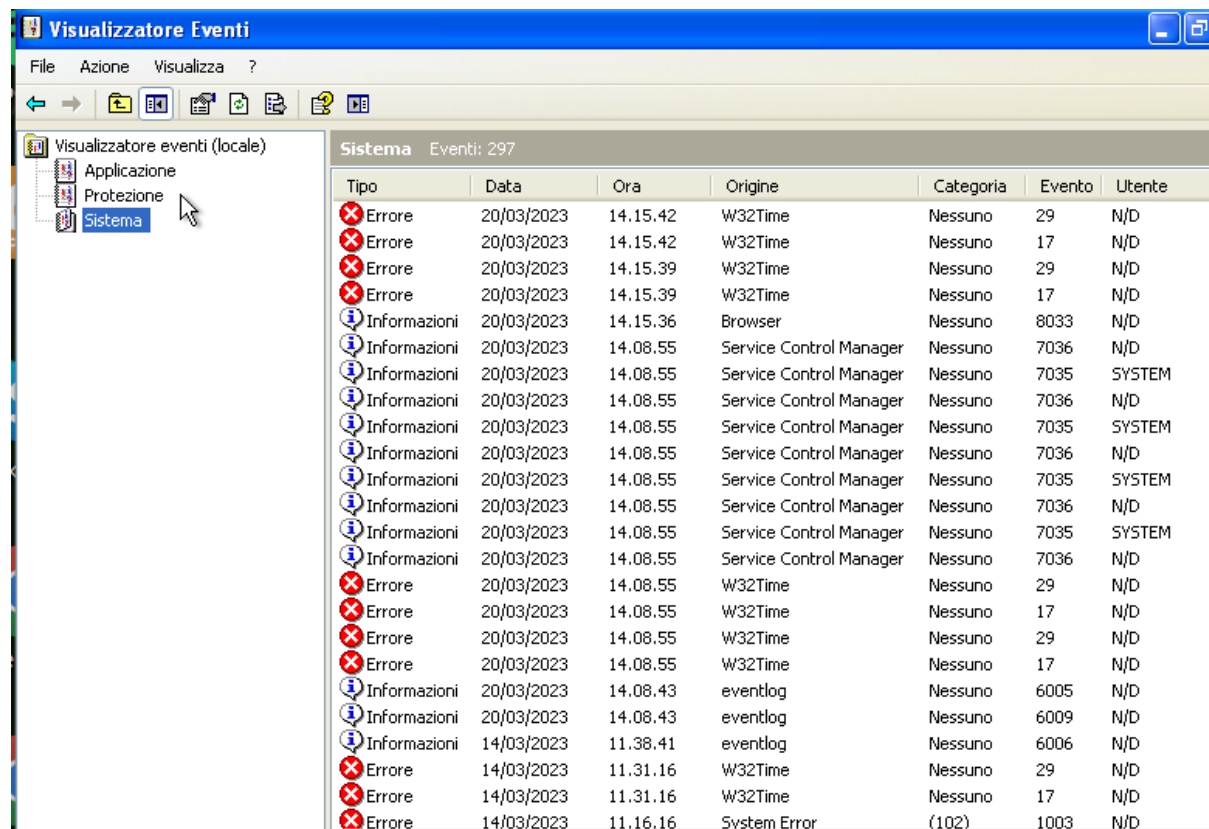 Visualizzatore Eventi
File Azione Visualizza ?
Visualizzatore eventi (locale)
Applicazione
Protezione
Sistema
Sistema Eventi: 297
Tipo Data Ora Origine Categoria Evento Utente
Errore 20/03/2023 14.15.42 W32Time Nessuno 29 N/D
Errore 20/03/2023 14.15.42 W32Time Nessuno 17 N/D
Errore 20/03/2023 14.15.39 W32Time Nessuno 29 N/D
Errore 20/03/2023 14.15.39 W32Time Nessuno 17 N/D
Informazioni 20/03/2023 14.15.36 Browser Nessuno 8033 N/D
Informazioni 20/03/2023 14.08.55 Service Control Manager Nessuno 7036 N/D
Informazioni 20/03/2023 14.08.55 Service Control Manager Nessuno 7035 SYSTEM
Informazioni 20/03/2023 14.08.55 Service Control Manager Nessuno 7036 N/D
Informazioni 20/03/2023 14.08.55 Service Control Manager Nessuno 7035 SYSTEM
Informazioni 20/03/2023 14.08.55 Service Control Manager Nessuno 7036 N/D
Informazioni 20/03/2023 14.08.55 Service Control Manager Nessuno 7035 SYSTEM
Informazioni 20/03/2023 14.08.55 Service Control Manager Nessuno 7036 N/D
Informazioni 20/03/2023 14.08.55 Service Control Manager Nessuno 7035 SYSTEM
Informazioni 20/03/2023 14.08.55 Service Control Manager Nessuno 7036 N/D
Errore 20/03/2023 14.08.55 W32Time Nessuno 29 N/D
Errore 20/03/2023 14.08.55 W32Time Nessuno 17 N/D
Errore 20/03/2023 14.08.55 W32Time Nessuno 29 N/D
Errore 20/03/2023 14.08.55 W32Time Nessuno 17 N/D
Informazioni 20/03/2023 14.08.43 eventlog Nessuno 6005 N/D
Informazioni 20/03/2023 14.08.43 eventlog Nessuno 6009 N/D
Informazioni 14/03/2023 11.38.41 eventlog Nessuno 6006 N/D
Errore 14/03/2023 11.31.16 W32Time Nessuno 29 N/D
Errore 14/03/2023 11.31.16 W32Time Nessuno 17 N/D
Errore 14/03/2023 11.16.16 System Error (102) 1003 N/D